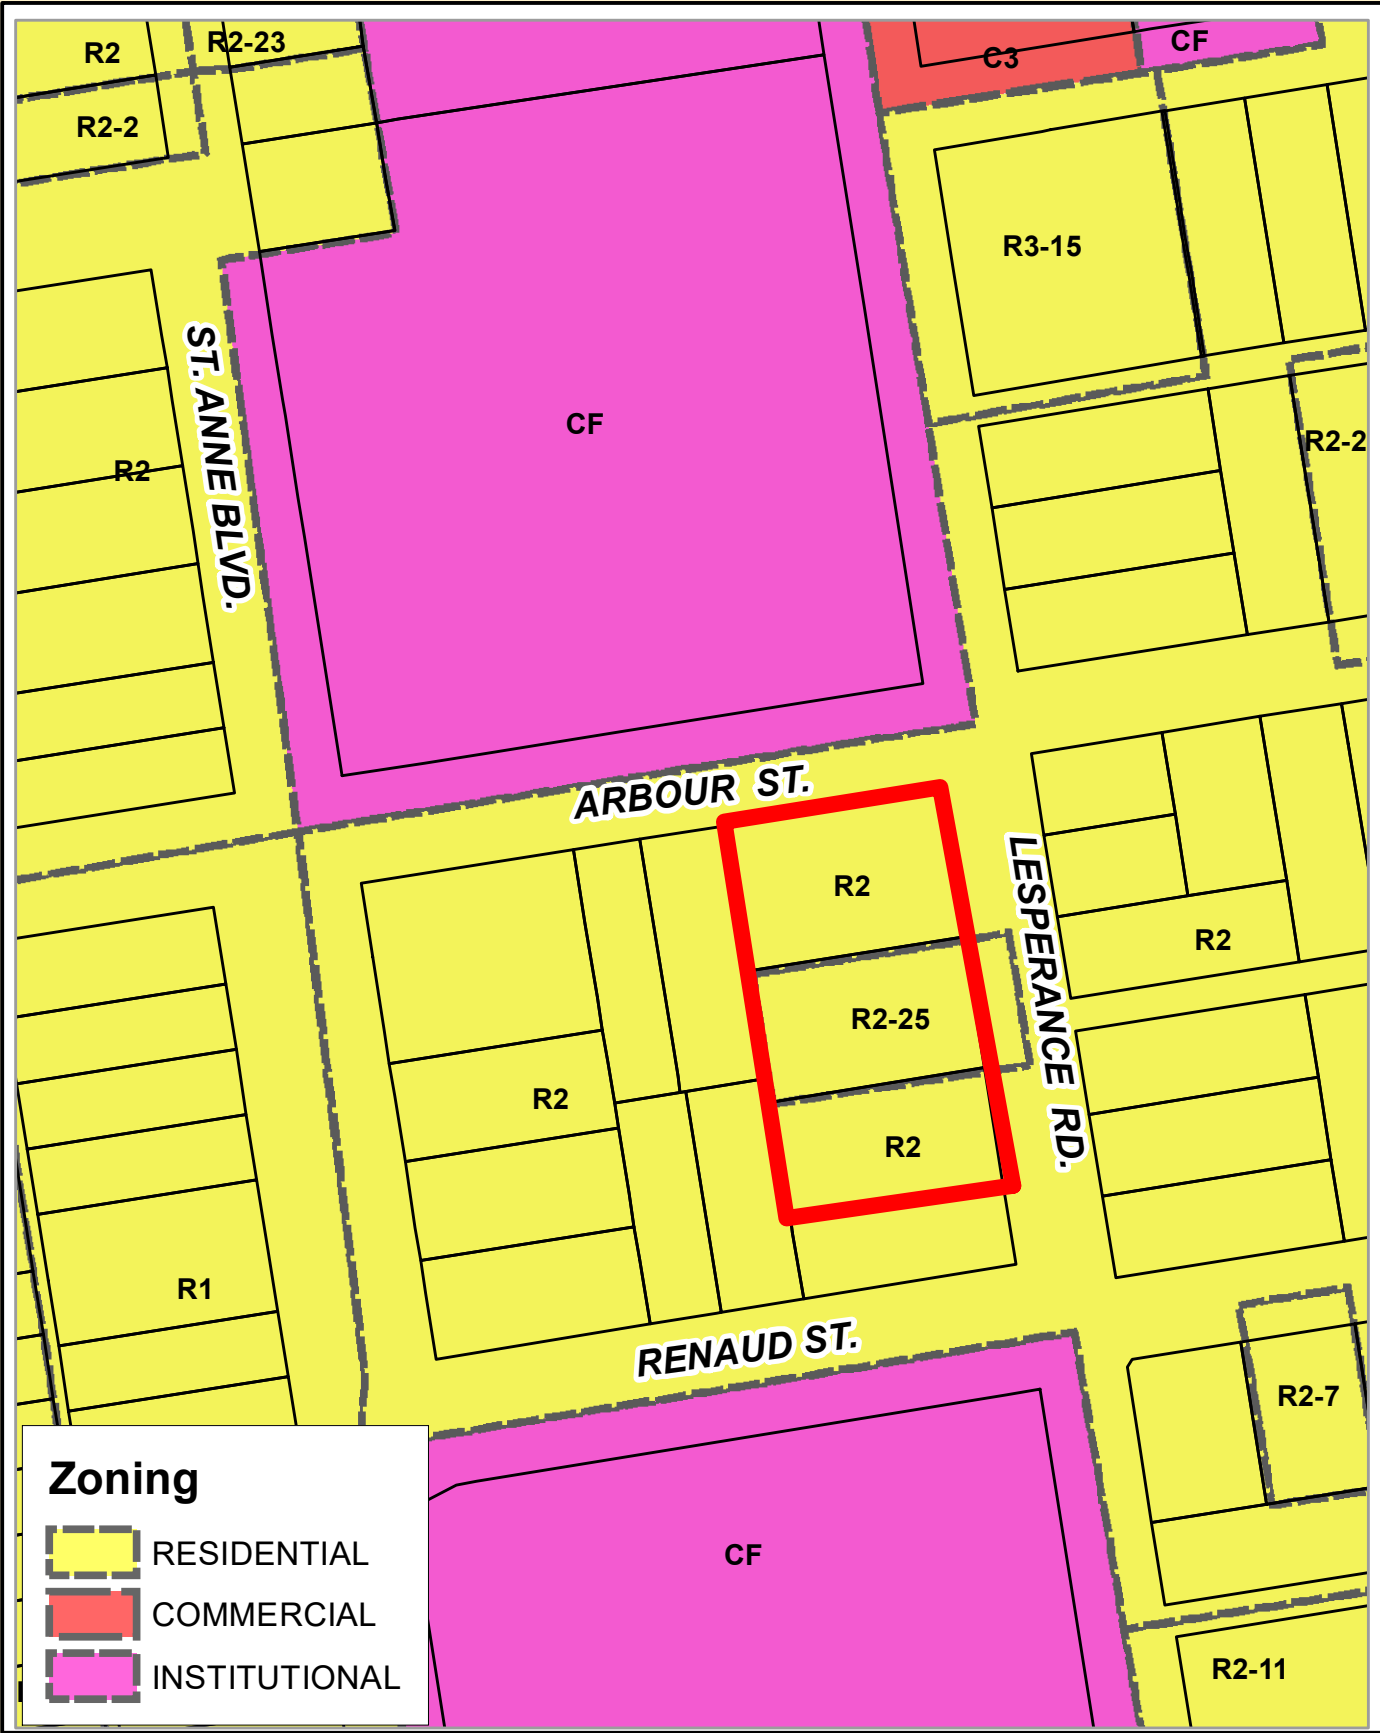 R2
R2-23
C3
CF
R2-2
R3-15
CF
R2-2
R2
ST. ANNE BLVD.
ARBOUR ST.
R2
LESPERANCE RD.
R2
R2-25
R2
R2
R1
RENAUD ST.
R2-7
CF
R2-11
Zoning
RESIDENTIAL
COMMERCIAL
INSTITUTIONAL